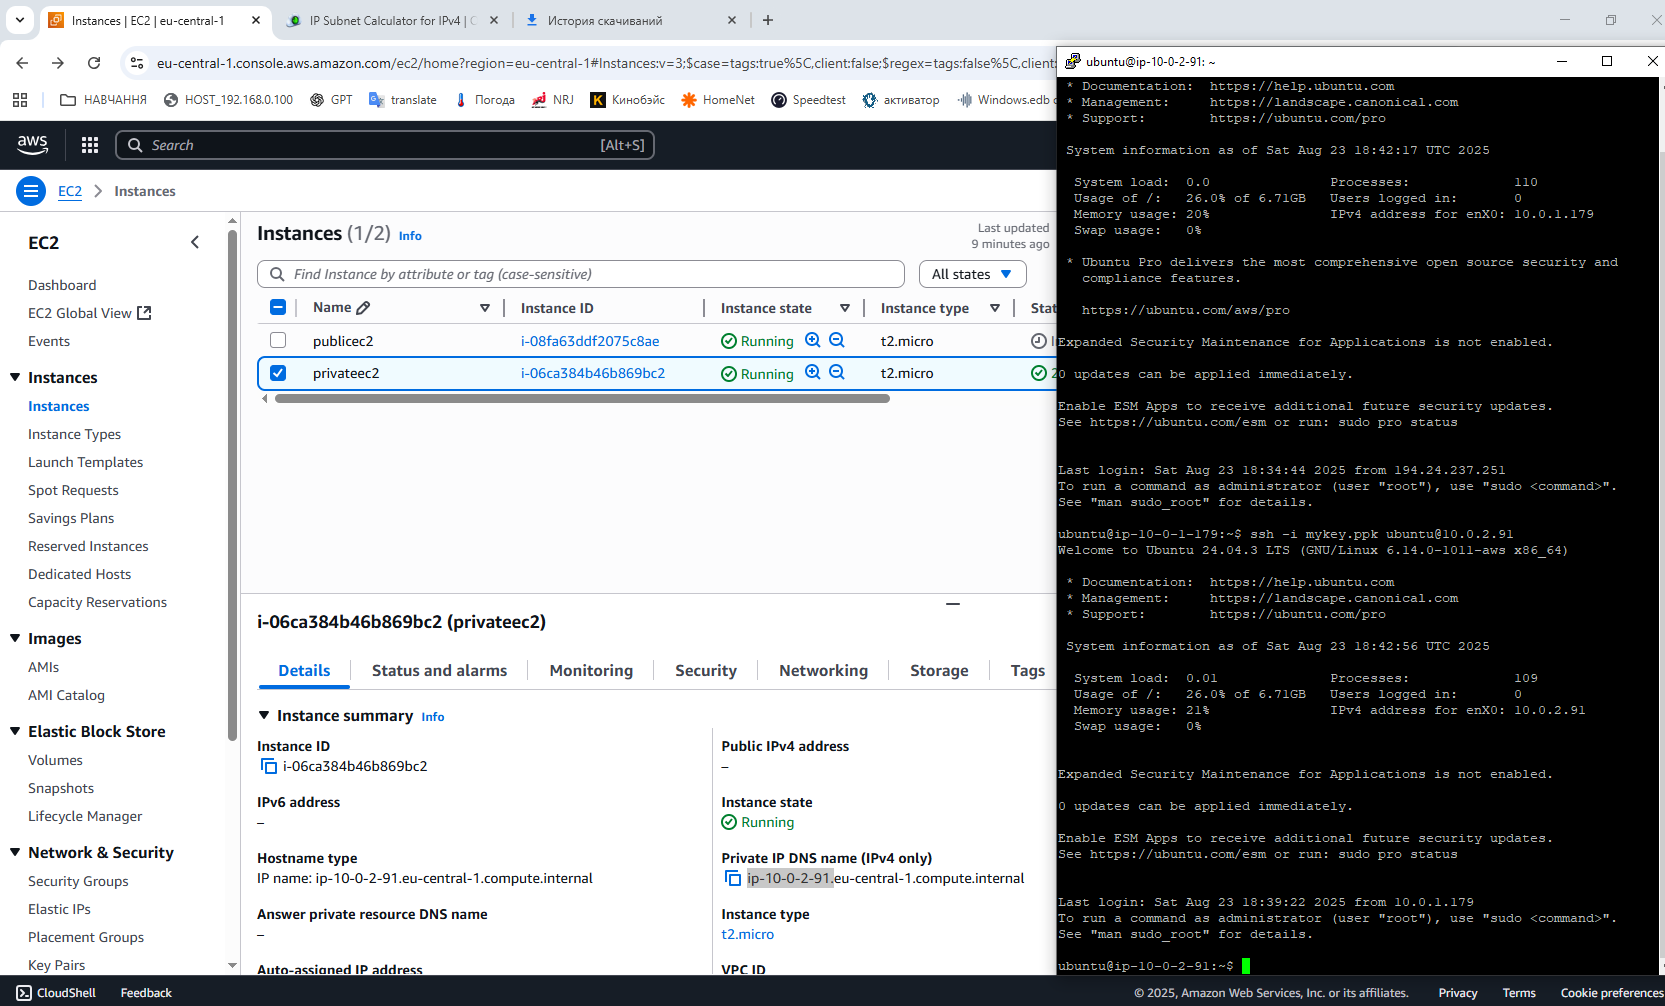 Instances | EC2 | eu-central-1
IP Subnet Calculator for IPv4 | C
История скачиваний
eu-central-1.console.aws.amazon.com/ec2/home?region=eu-central-1#Instances:v=3;$case=tags:true%5C,client:false;$regex=tags:false%5C,client:
НАВЧАННЯ
HOST_192.168.0.100
GPT
translate
Погода
NRJ
Кинобэйс
HomeNet
Speedtest
активатор
Windows.edb
aws
Search
[Alt+S]
EC2
Instances
EC2
Dashboard
EC2 Global View
Events
Instances
Instances
Instance Types
Launch Templates
Spot Requests
Savings Plans
Reserved Instances
Dedicated Hosts
Capacity Reservations
Images
AMIs
AMI Catalog
Elastic Block Store
Volumes
Snapshots
Lifecycle Manager
Network & Security
Security Groups
Elastic IPs
Placement Groups
Key Pairs
Instances (1/2) Info
Last updated
9 minutes ago
Find Instance by attribute or tag (case-sensitive)
All states
Name
Instance ID
Instance state
Instance type
Stat
publicec2
i-08fa63ddf2075c8ae
Running
t2.micro
privateec2
i-06ca384b46b869bc2
Running
t2.micro
2
i-06ca384b46b869bc2 (privateec2)
Details
Status and alarms
Monitoring
Security
Networking
Storage
Tags
Instance summary Info
Instance ID
i-06ca384b46b869bc2
Public IPv4 address
–
IPv6 address
–
Instance state
Running
Hostname type
IP name: ip-10-0-2-91.eu-central-1.compute.internal
Private IP DNS name (IPv4 only)
ip-10-0-2-91.eu-central-1.compute.internal
Answer private resource DNS name
–
Instance type
t2.micro
Auto-assigned IP address
VPC ID
ubuntu@ip-10-0-2-91: ~
* Documentation: https://help.ubuntu.com
* Management: https://landscape.canonical.com
* Support: https://ubuntu.com/pro
System information as of Sat Aug 23 18:42:17 UTC 2025
System load: 0.0 Processes: 110
Usage of /: 26.0% of 6.71GB Users logged in: 0
Memory usage: 20% IPv4 address for enX0: 10.0.1.179
Swap usage: 0%
* Ubuntu Pro delivers the most comprehensive open source security and
compliance features.
https://ubuntu.com/aws/pro
Expanded Security Maintenance for Applications is not enabled.
0 updates can be applied immediately.
Enable ESM Apps to receive additional future security updates.
See https://ubuntu.com/esm or run: sudo pro status
Last login: Sat Aug 23 18:34:44 2025 from 194.24.237.251
To run a command as administrator (user "root"), use "sudo <command>".
See "man sudo_root" for details.
ubuntu@ip-10-0-1-179:~$ ssh -i mykey.ppk ubuntu@10.0.2.91
Welcome to Ubuntu 24.04.3 LTS (GNU/Linux 6.14.0-1011-aws x86_64)
* Documentation: https://help.ubuntu.com
* Management: https://landscape.canonical.com
* Support: https://ubuntu.com/pro
System information as of Sat Aug 23 18:42:56 UTC 2025
System load: 0.01 Processes: 109
Usage of /: 26.0% of 6.71GB Users logged in: 0
Memory usage: 21% IPv4 address for enX0: 10.0.2.91
Swap usage: 0%
Expanded Security Maintenance for Applications is not enabled.
0 updates can be applied immediately.
Enable ESM Apps to receive additional future security updates.
See https://ubuntu.com/esm or run: sudo pro status
Last login: Sat Aug 23 18:39:22 2025 from 10.0.1.179
To run a command as administrator (user "root"), use "sudo <command>".
See "man sudo_root" for details.
ubuntu@ip-10-0-2-91:~$
CloudShell
Feedback
© 2025, Amazon Web Services, Inc. or its affiliates.
Privacy
Terms
Cookie preferences